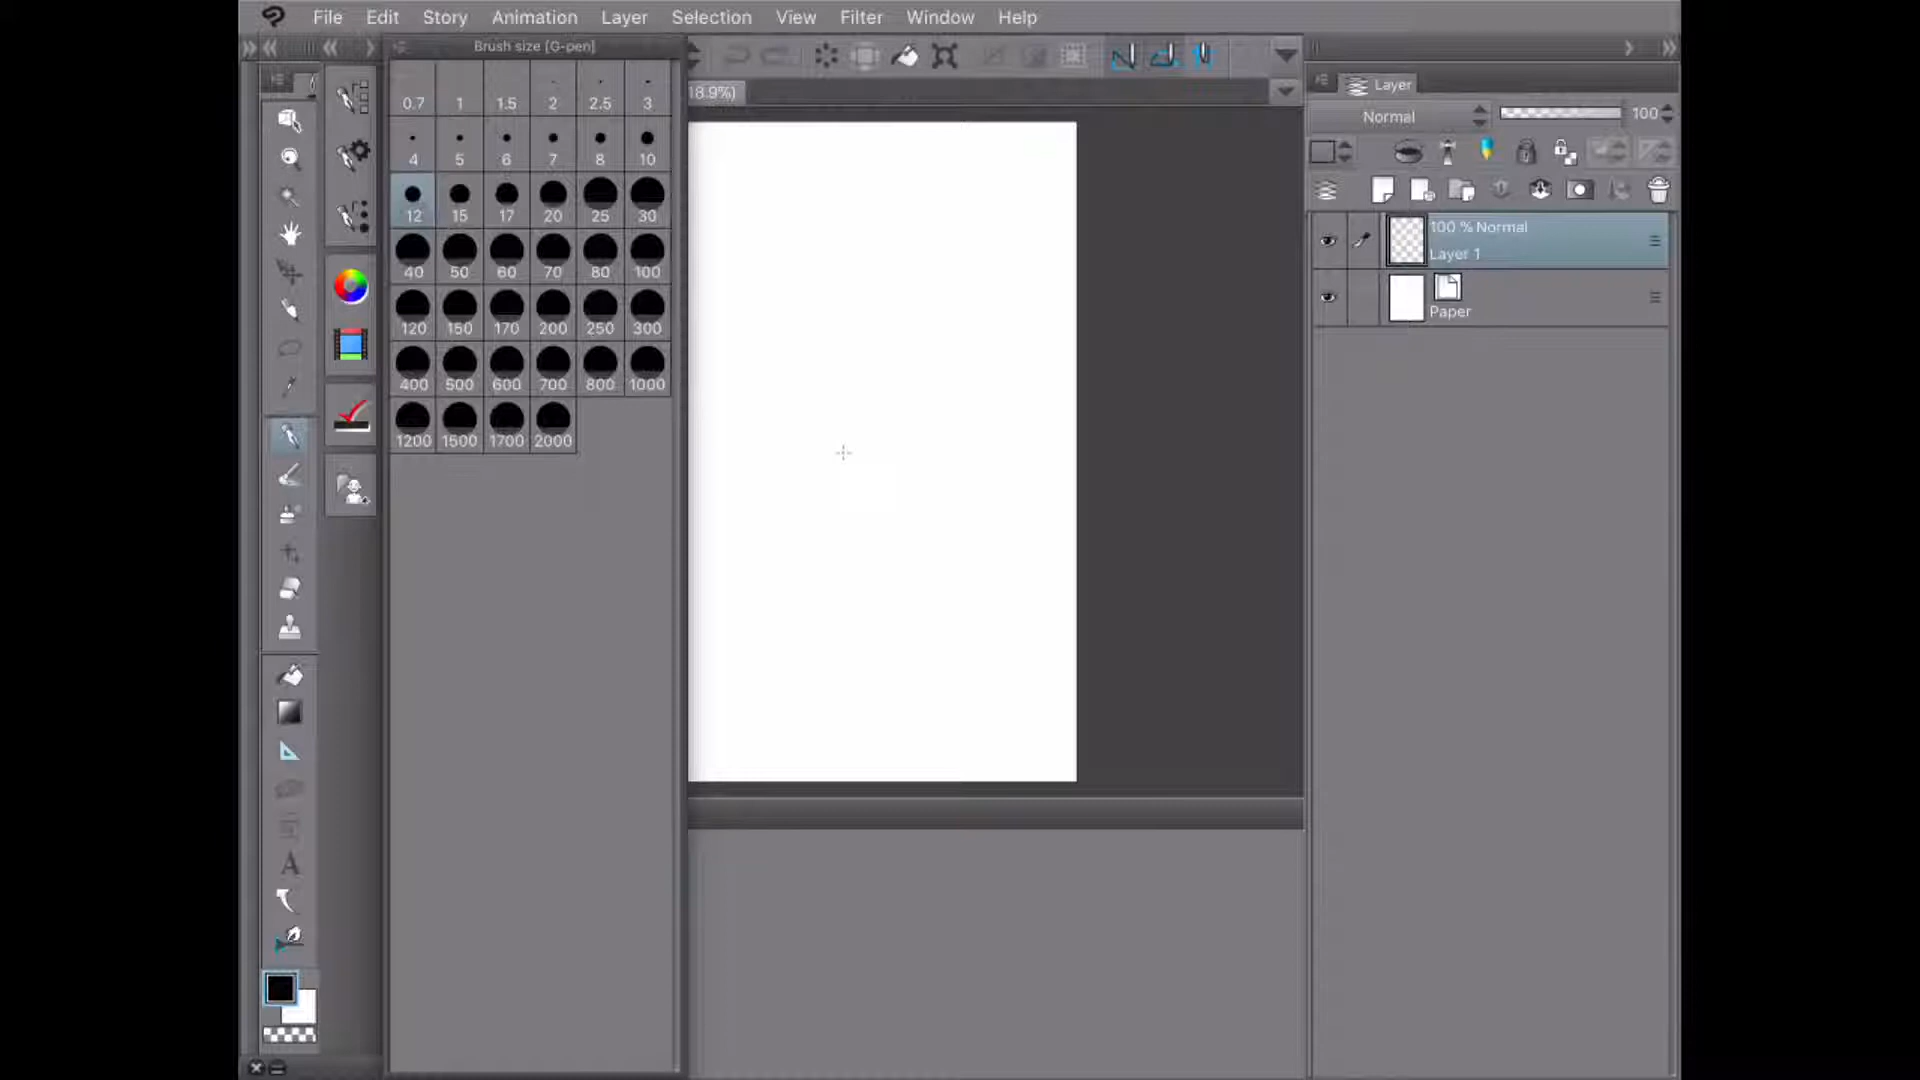 File Edit Story Animation Layer Selection View Filter Window Help
Brush size [G-pen]
18.9%)
0.7 1 1.5 2 2.5 3
4 5 6 7 8 10
12 15 17 20 25 30
40 50 60 70 80 100
120 150 170 200 250 300
400 500 600 700 800 1000
1200 1500 1700 2000
Layer
Normal 100
100 % Normal
Layer 1
Paper